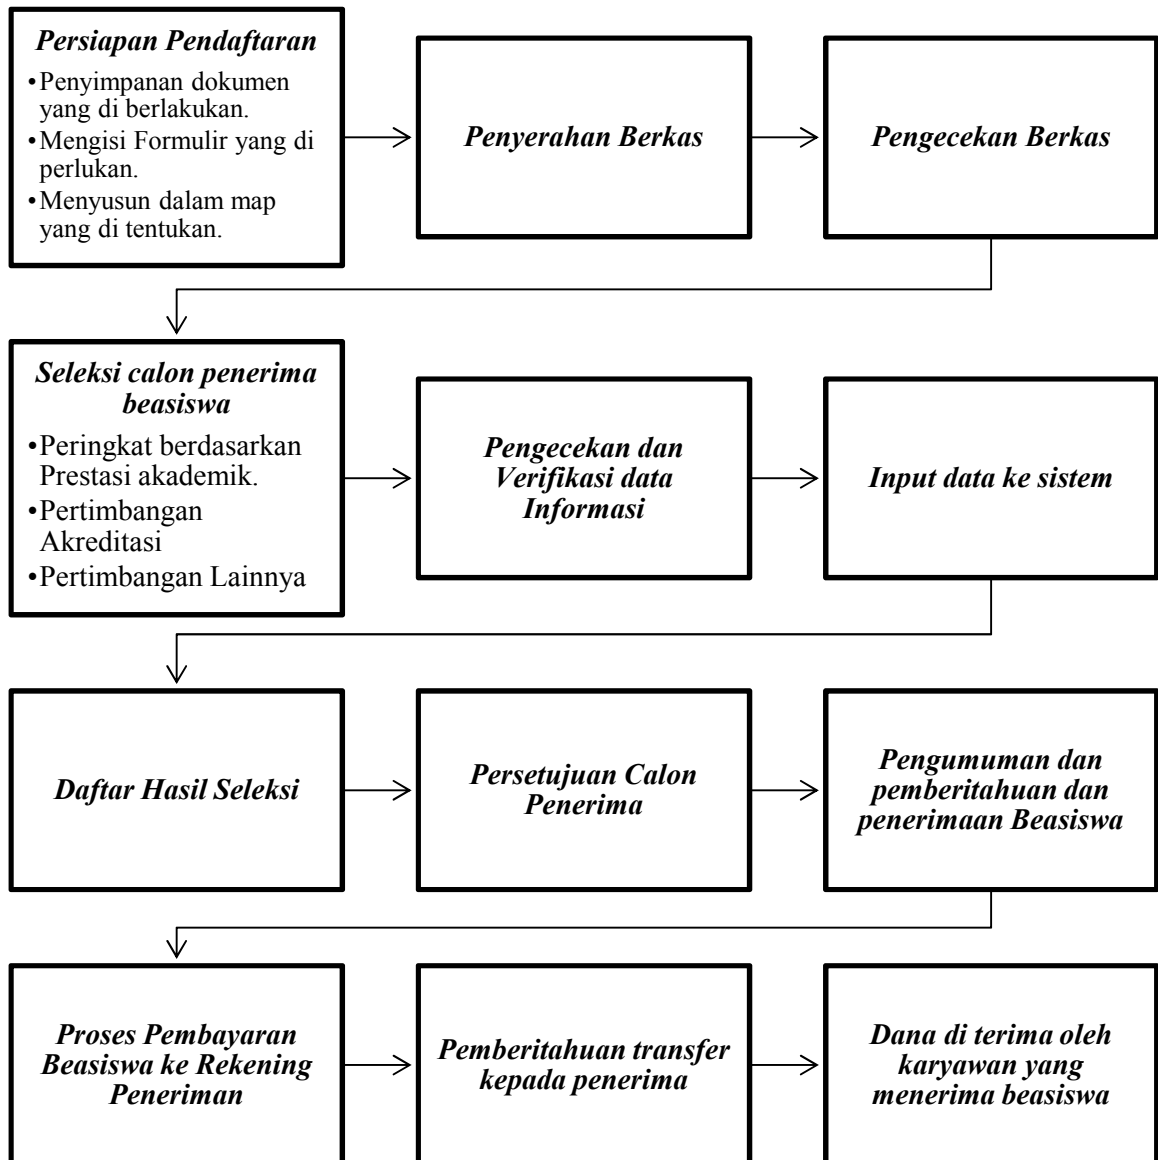 Persiapan Pendaftaran
•Penyimpanan dokumen
yang di berlakukan.
•Mengisi Formulir yang di
perlukan.
•Menyusun dalam map
yang di tentukan.
Penyerahan Berkas
Pengecekan Berkas
Seleksi calon penerima
beasiswa
•Peringkat berdasarkan
Prestasi akademik.
•Pertimbangan
Akreditasi
•Pertimbangan Lainnya
Pengecekan dan
Verifikasi data
Informasi
Input data ke sistem
Daftar Hasil Seleksi
Persetujuan Calon
Penerima
Pengumuman dan
pemberitahuan dan
penerimaan Beasiswa
Proses Pembayaran
Beasiswa ke Rekening
Peneriman
Pemberitahuan transfer
kepada penerima
Dana di terima oleh
karyawan yang
menerima beasiswa